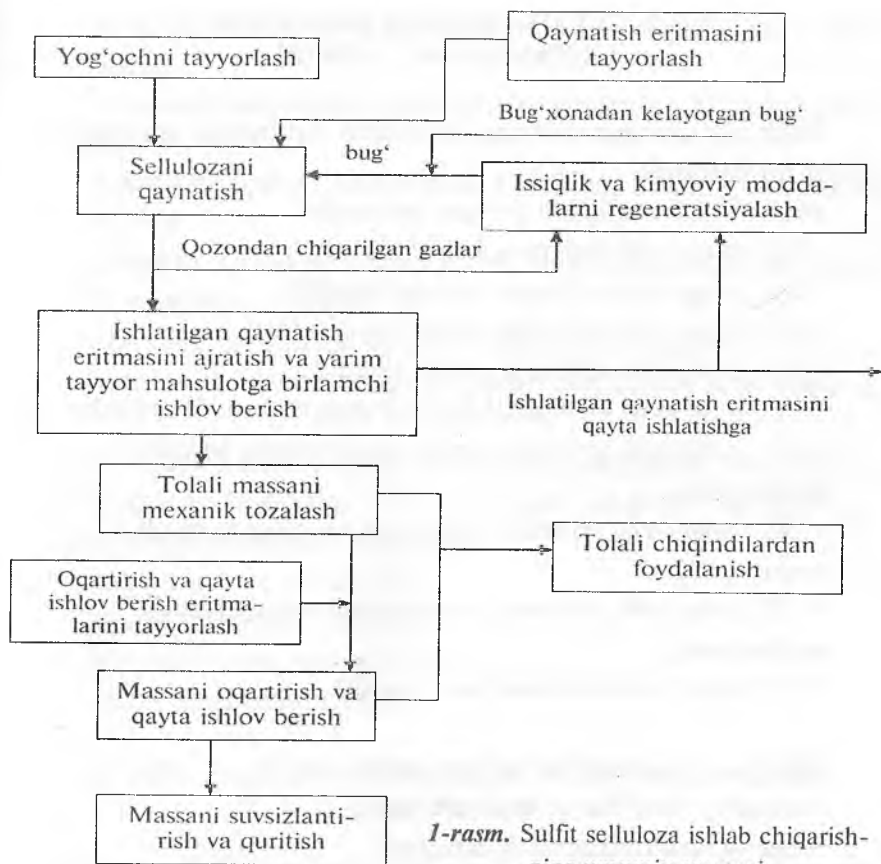 Yog‘ochni tayyorlash
Qaynatish eritmasini
tayyorlash
Bug‘xonadan kelayotgan bug‘
bug‘
Sellulozani
qaynatish
Issiqlik va kimyoviy modda-
larni regeneratsiyalash
Qozondan chiqarilgan gazlar
Ishlatilgan qaynatish
eritmasini ajratish va yarim
tayyor mahsulotga birlamchi
ishlov berish
Ishlatilgan qaynatish eritmasini
qayta ishlatishga
Tolali massani
mexanik tozalash
Tolali chiqindilardan
foydalanish
Oqartirish va qayta
ishlov berish eritma-
larini tayyorlash
Massani oqartirish va
qayta ishlov berish
Massani suvsizlanti-
rish va quritish
1-rasm. Sulfit selluloza ishlab chiqarish-